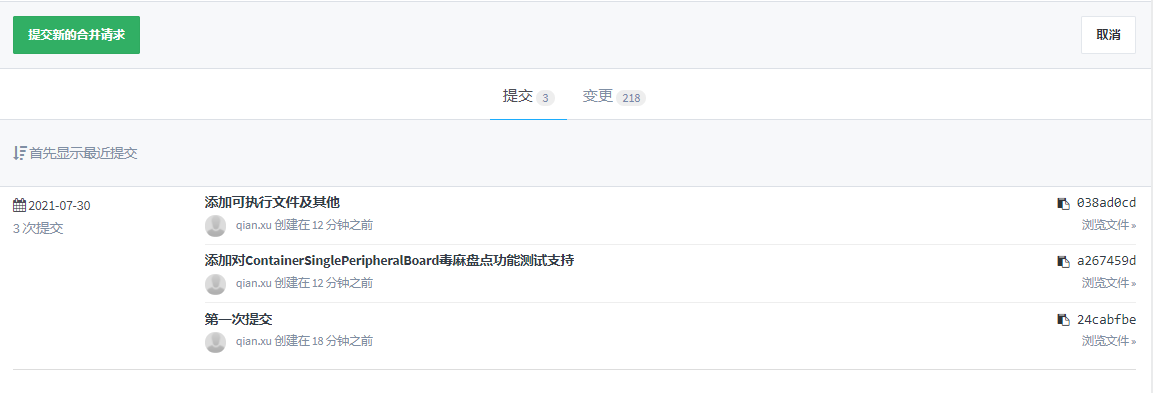 提交新的合并请求
取消
提交 3
变更 218
首先显示最近提交
2021-07-30
3 次提交
添加可执行文件及其他
038ad0cd
qian.xu 创建在 12 分钟之前
浏览文件 »
添加对ContainerSinglePeripheralBoard毒麻盘点功能测试支持
a267459d
qian.xu 创建在 12 分钟之前
浏览文件 »
第一次提交
24cabfbe
qian.xu 创建在 18 分钟之前
浏览文件 »